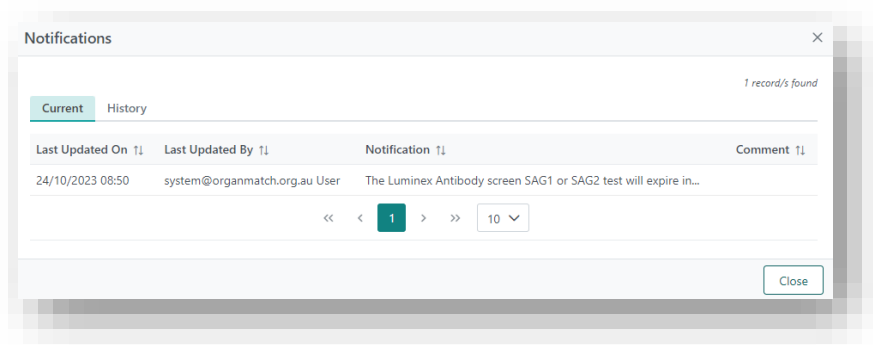 Notifications
1 record/s found
Current History
Last Updated On Last Updated By Notification Comment
24/10/2023 08:50 system@organmatch.org.au User The Luminex Antibody screen SAG1 or SAG2 test will expire in...
<< < 1 > >> 10
Close